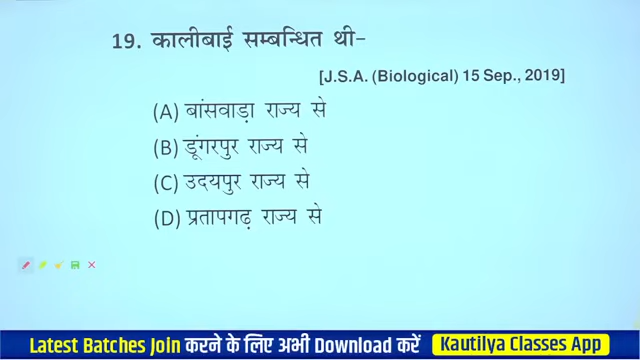 19. कालीबाई सम्बन्धित थी–
[J.S.A. (Biological) 15 Sep., 2019]
(A) बांसवाड़ा राज्य से
(B) डूंगरपुर राज्य से
(C) उदयपुर राज्य से
(D) प्रतापगढ़ राज्य से
Latest Batches Join करने के लिए अभी Download करें Kautilya Classes App